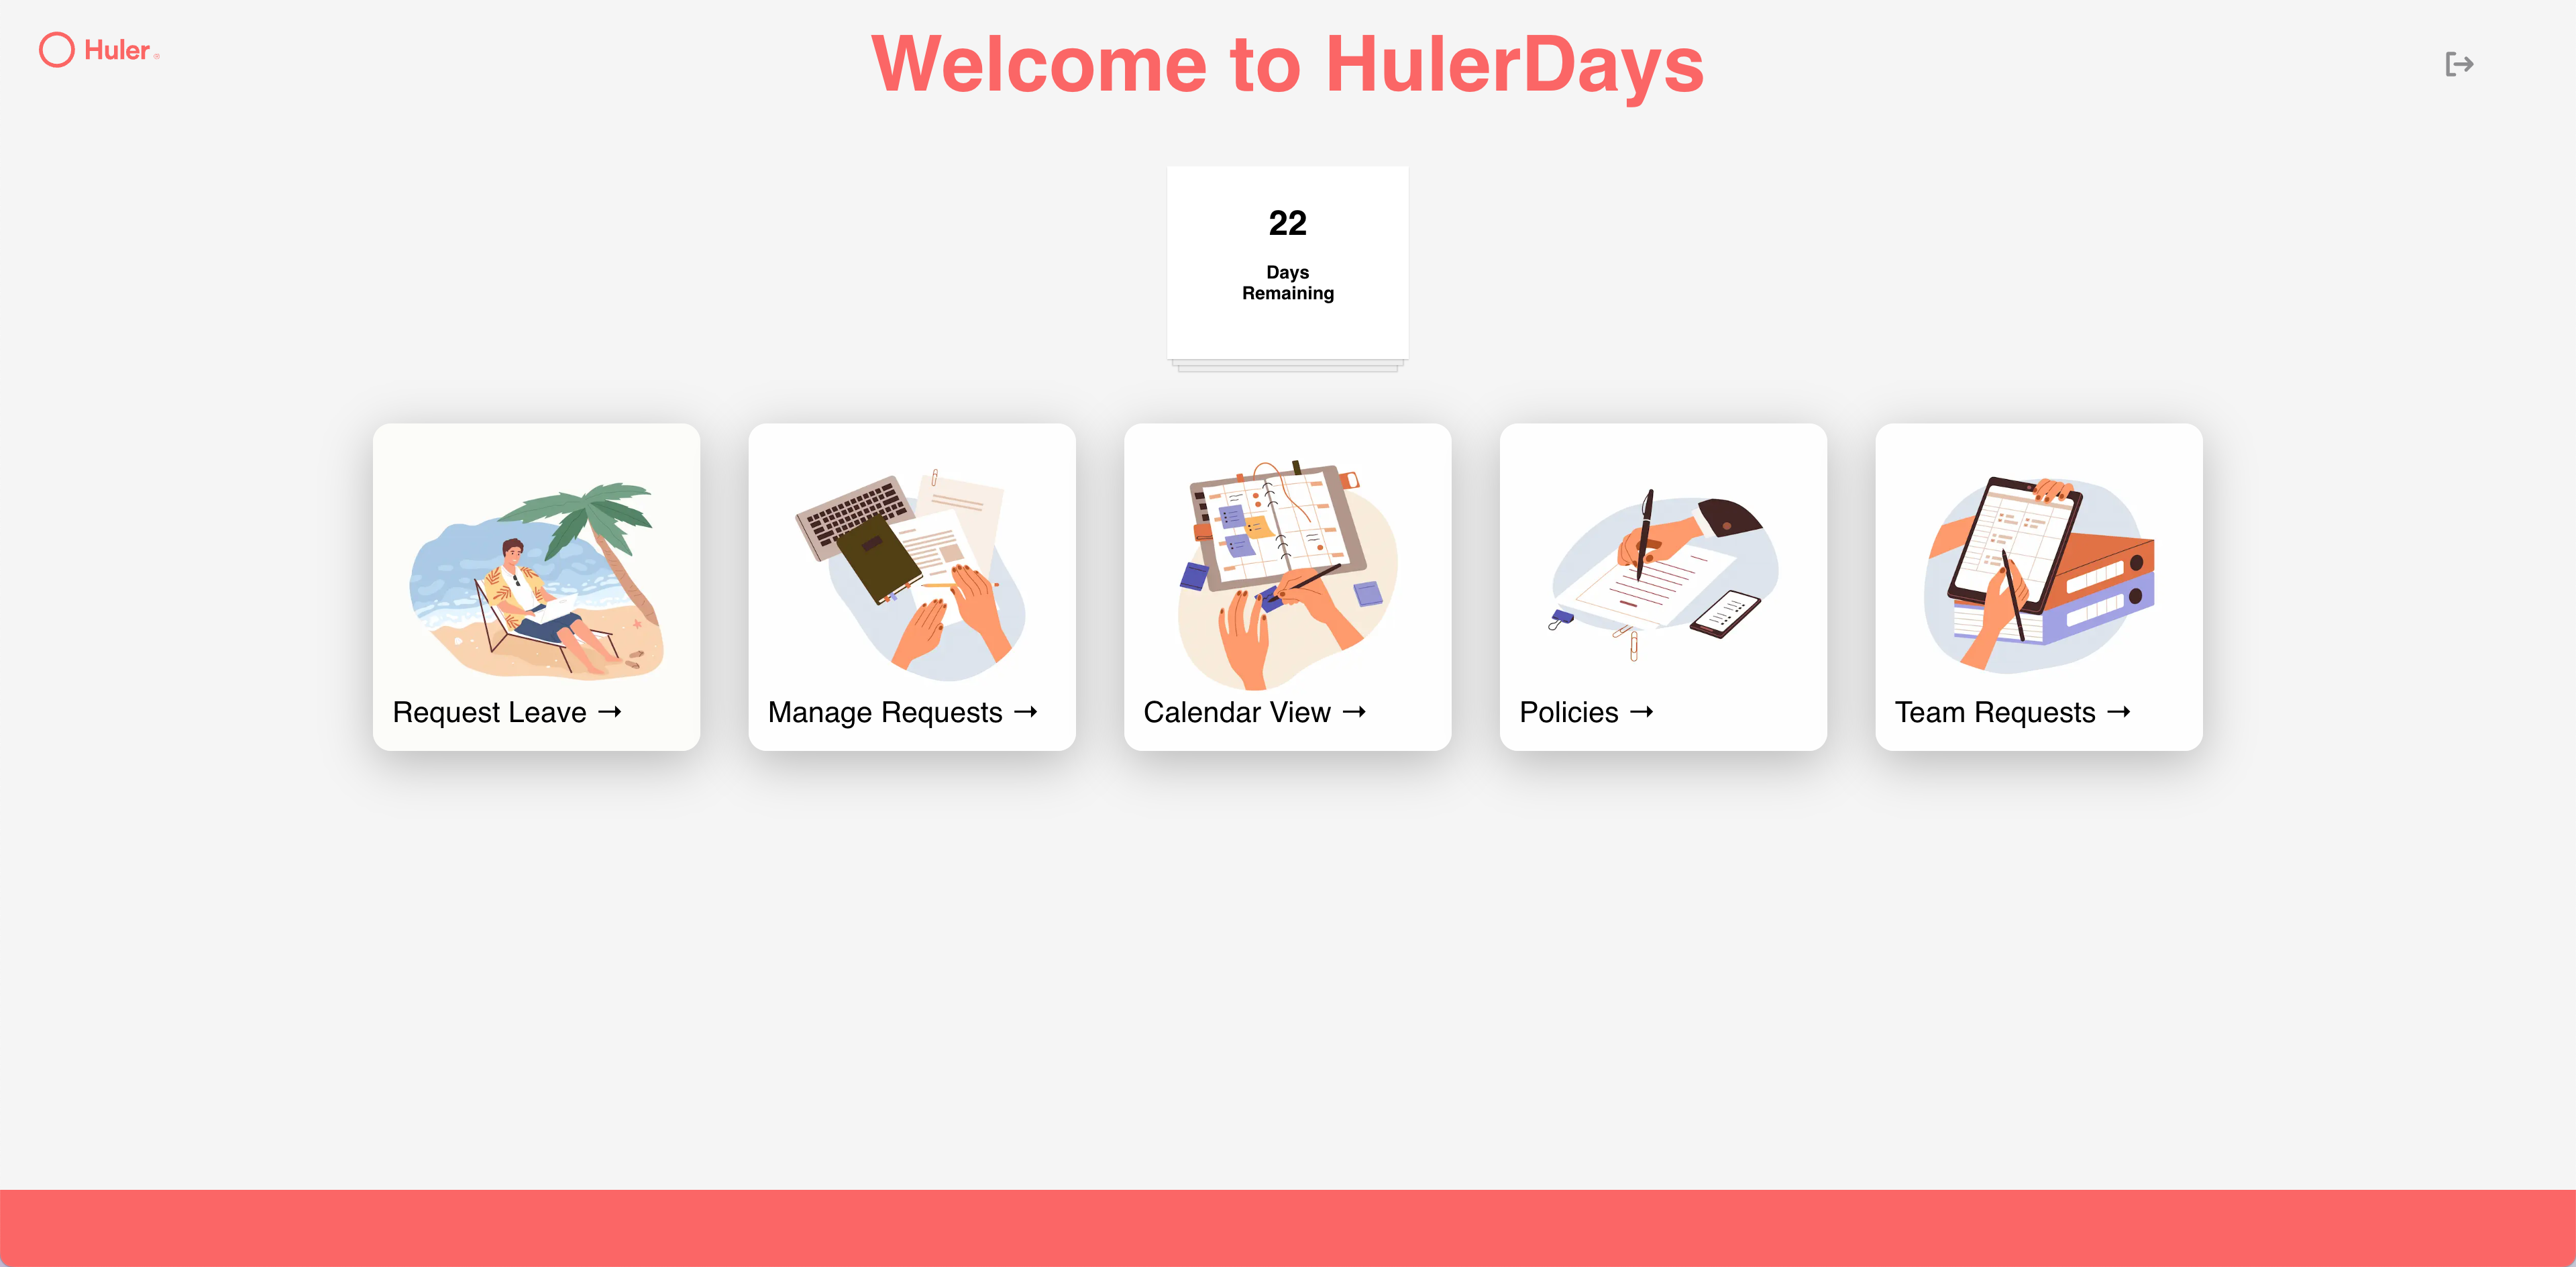 Huler
Welcome to HulerDays
22
Days
Remaining
Request Leave →
Manage Requests →
Calendar View →
Policies →
Team Requests →